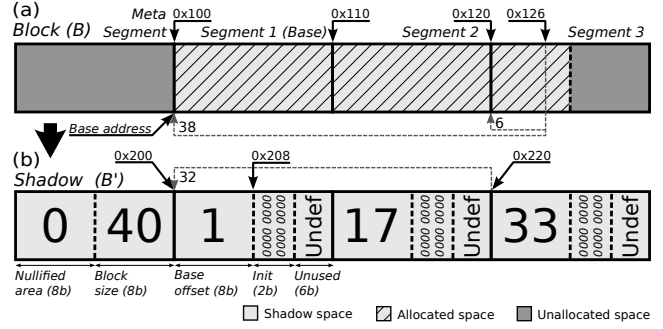 (a)
Block (B)
Meta Segment
0x100
Segment 1 (Base)
0x110
Segment 2
0x120
0x126
Segment 3
Base address
38
6
(b)
Shadow (B')
0x200
32
0x208
0x220
0
40
1
0000 0000
0000 0000
Undef
17
0000 0000
0000 0000
Undef
33
0000 0000
0000 0000
Undef
Nullified area (8b)
Block size (8b)
Base offset (8b)
Init (2b)
Unused (6b)
Shadow space
Allocated space
Unallocated space